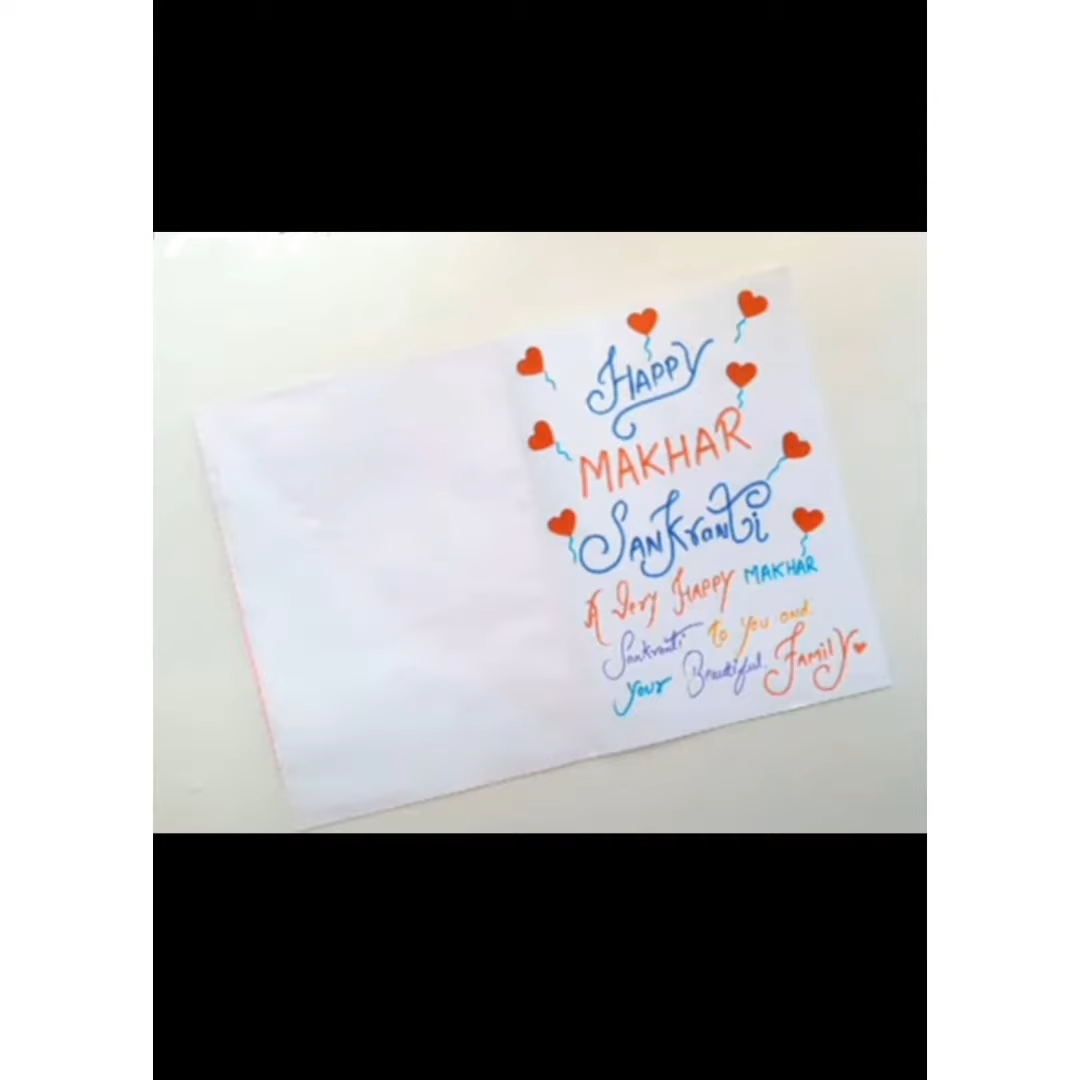 Happy
MAKHAR
Sankranti
A Very Happy MAKHAR
Sankranti to you and
your Beautiful Family